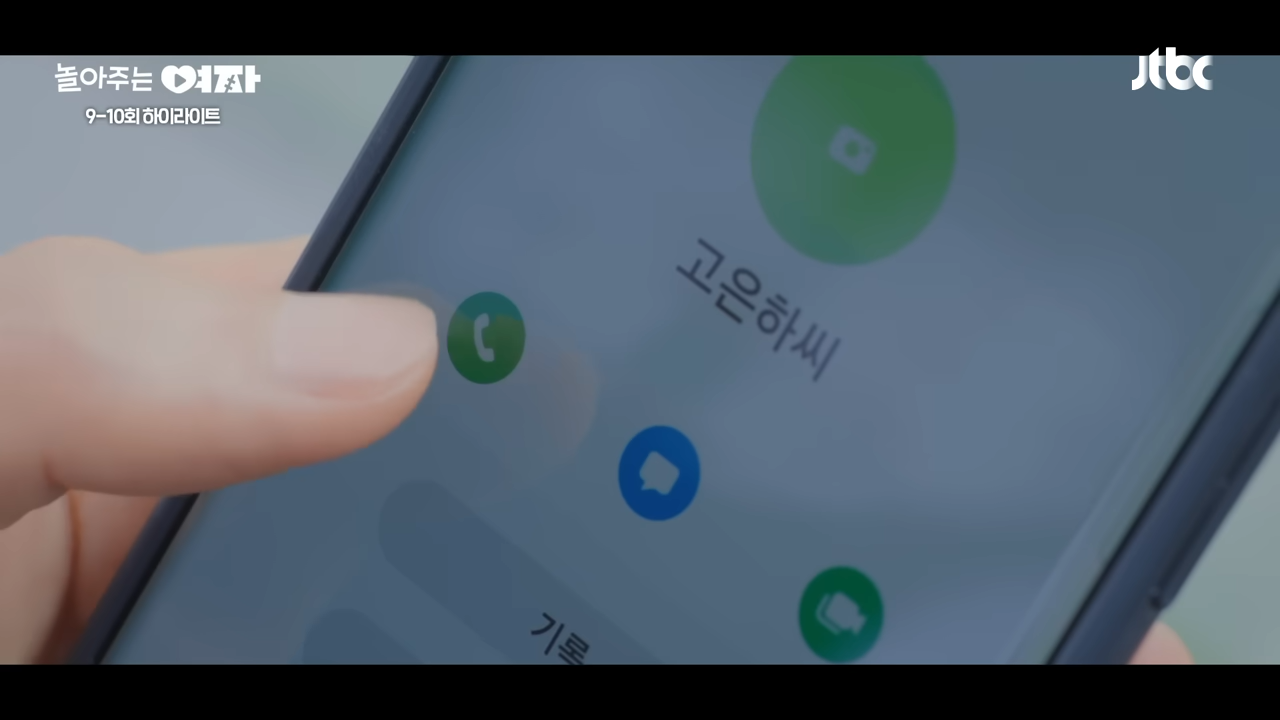 놀아주는 여자
9-10회 하이라이트
jtbc
고은하씨
기록